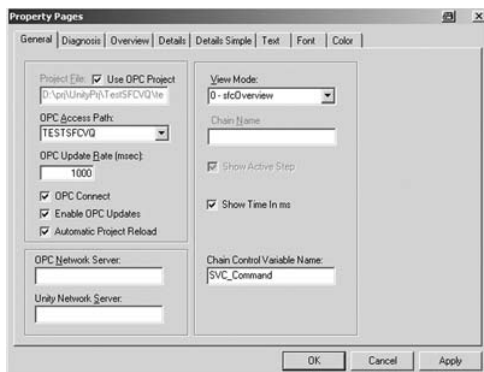 Property Pages
General Diagnosis Overview Details Details Simple Text Font Color
Project File: Use OPC Project
D:\prj\UnityPrj\TestSFCVQ\te
OPC Access Path:
TESTSFCVQ
OPC Update Rate (msec):
1000
OPC Connect
Enable OPC Updates
Automatic Project Reload
OPC Network Server:
Unity Network Server:
View Mode:
0 - sfcOverview
Chain Name
Show Active Step
Show Time In ms
Chain Control Variable Name:
SVC_Command
OK Cancel Apply